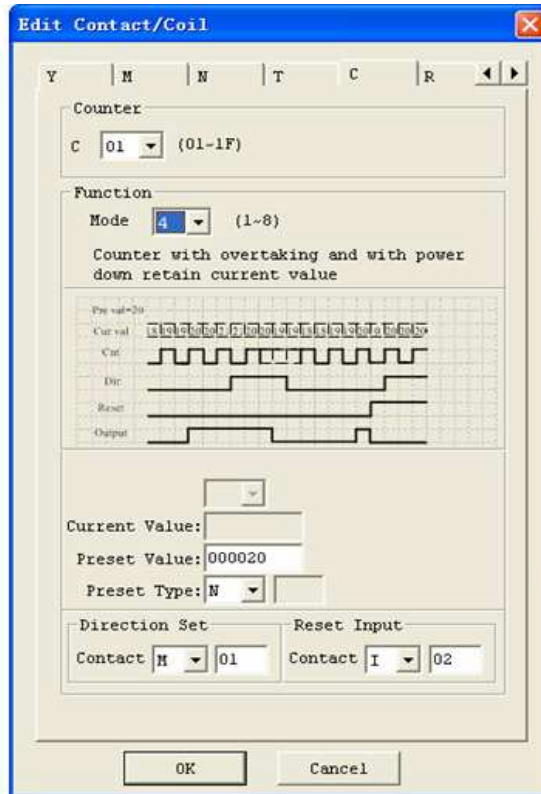 Edit Contact/Coil
Y M N T C R
Counter
C 01 (01~1F)
Function
Mode 4 (1~8)
Counter with overtaking and with power
down retain current value
Pre val=20
Cur val
Cnt
Dir
Reset
Output
Current Value:
Preset Value: 000020
Preset Type: N
Direction Set Reset Input
Contact M 01 Contact I 02
OK Cancel